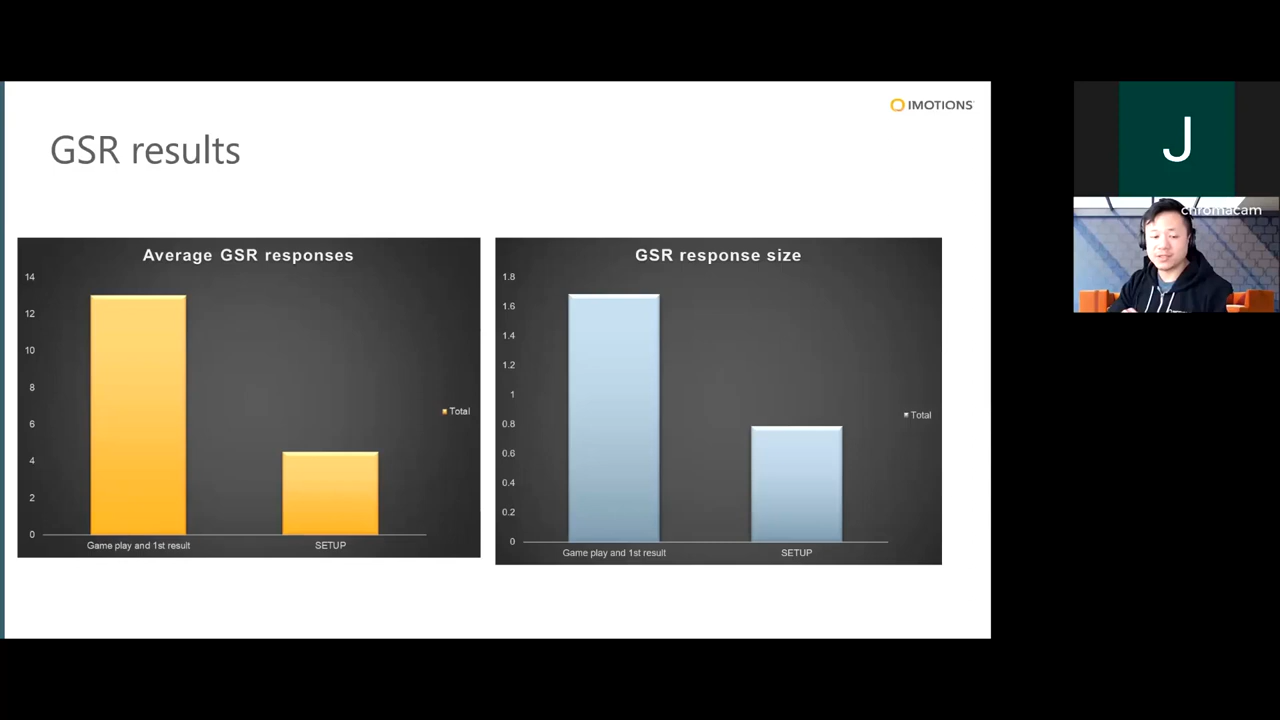 IMOTIONS
GSR results
Average GSR responses
14
12
10
8
6
4
2
0
Game play and 1st result
SETUP
Total
GSR response size
1.8
1.6
1.4
1.2
1
0.8
0.6
0.4
0.2
0
Game play and 1st result
SETUP
Total
J
chromacam